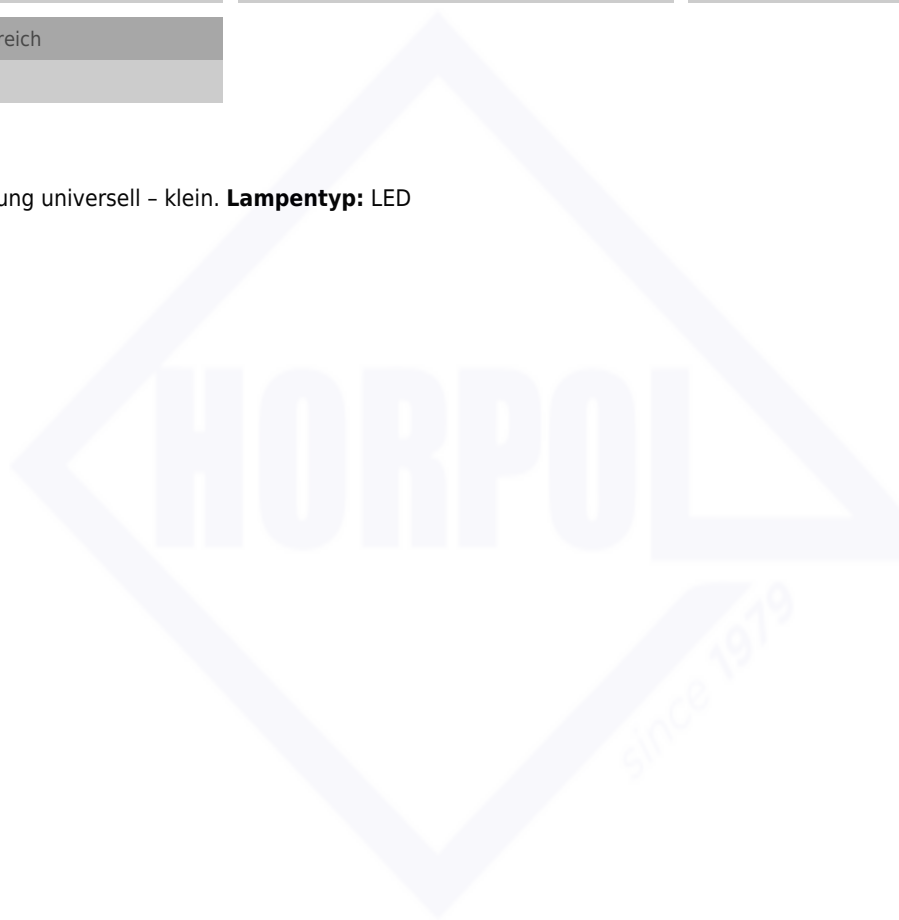 reich
ung universell – klein. Lampentyp: LED
HORPOL
since 1979